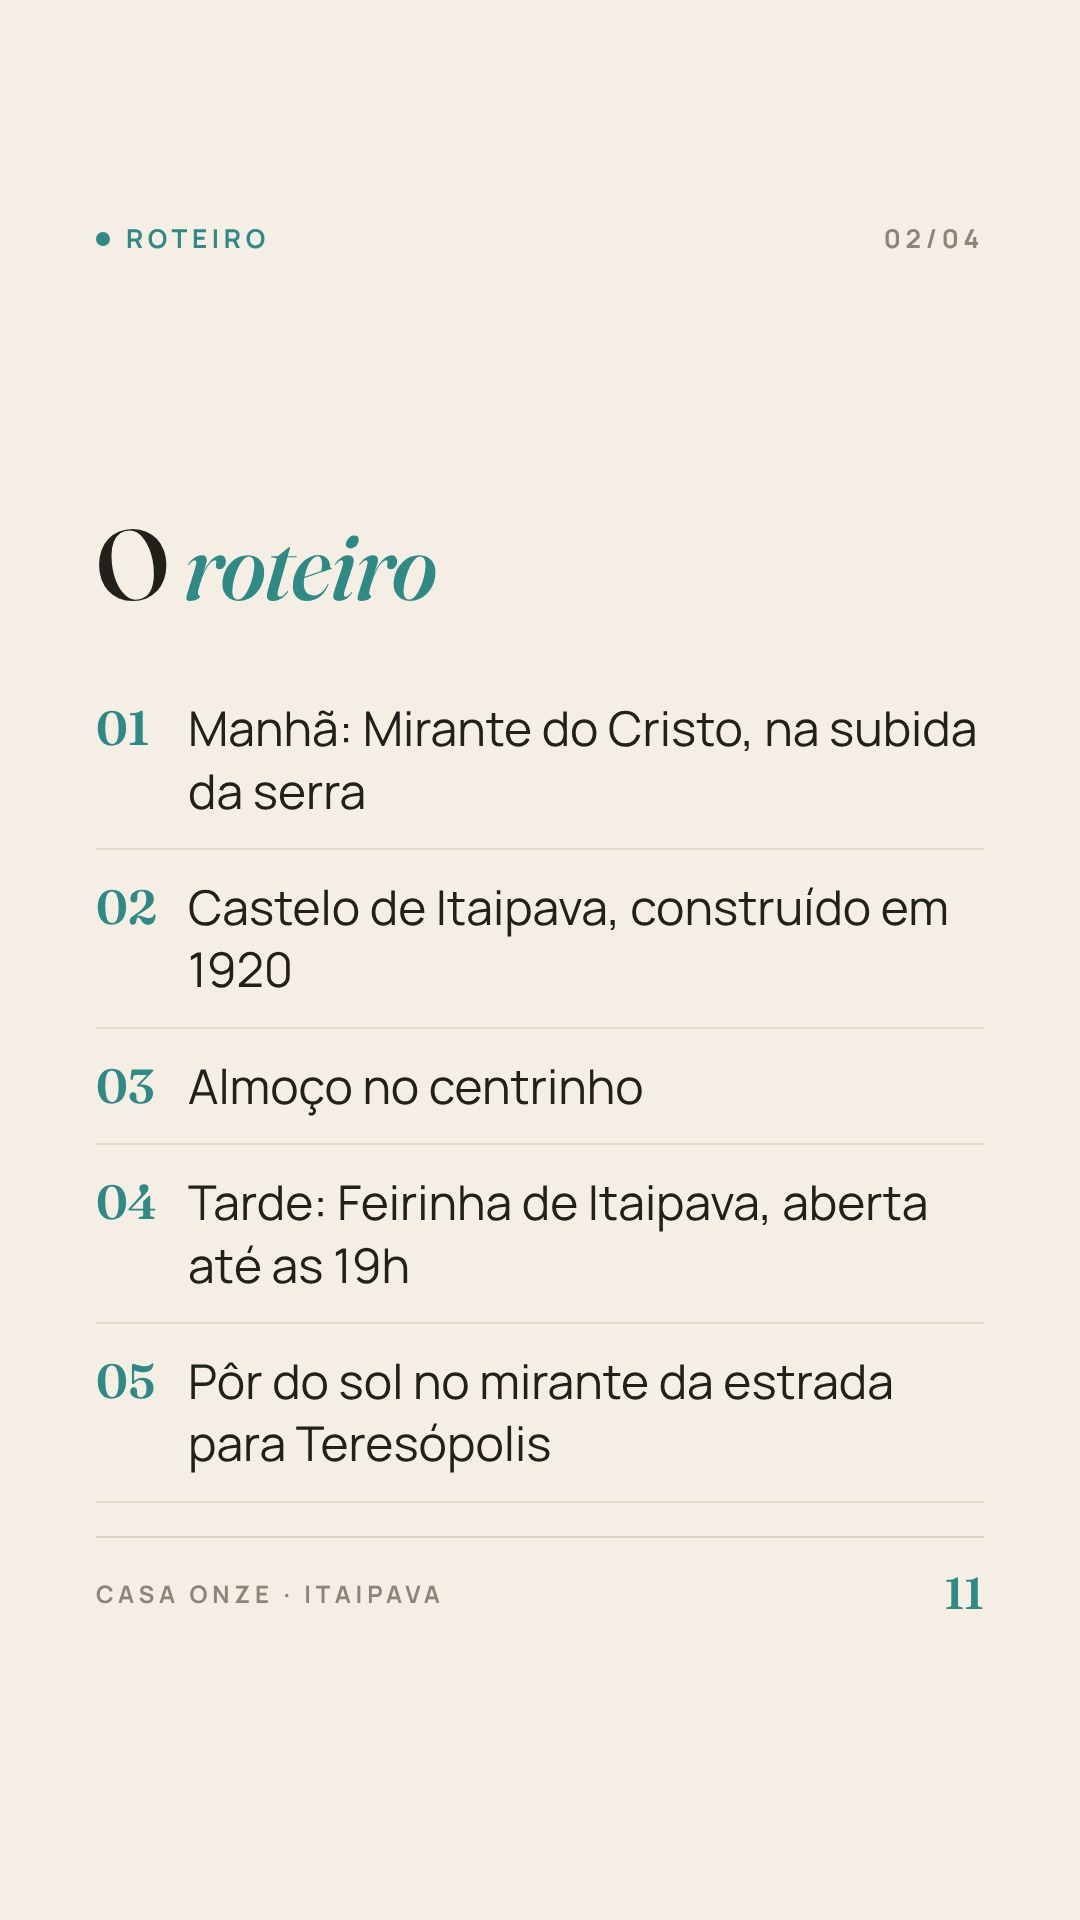 ROTEIRO
02/04
O roteiro
01 Manhã: Mirante do Cristo, na subida
da serra
02 Castelo de Itaipava, construído em
1920
03 Almoço no centrinho
04 Tarde: Feirinha de Itaipava, aberta
até as 19h
05 Pôr do sol no mirante da estrada
para Teresópolis
CASA ONZE · ITAIPAVA
11